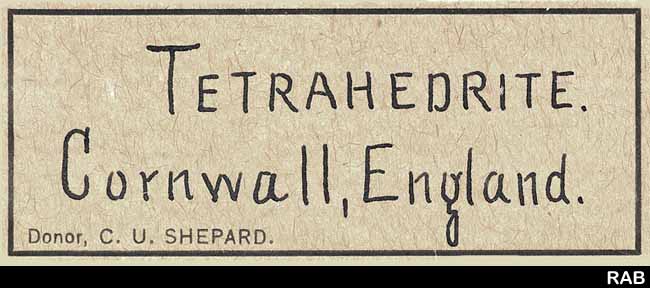 TETRAHEDRITE.
Cornwall, England.
Donor, C. U. SHEPARD.
RAB